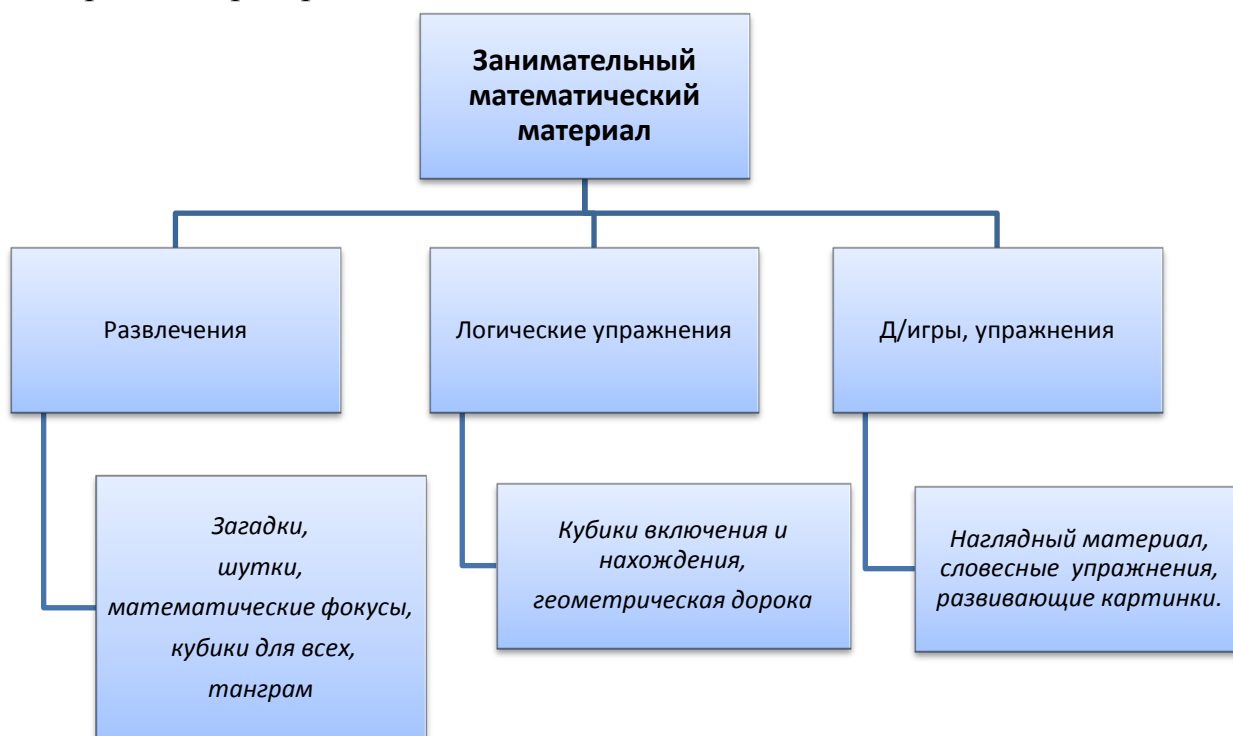 Занимательный
математический
материал
Развлечения
Логические упражнения
Д/игры, упражнения
Загадки,
шутки,
математические фокусы,
кубики для всех,
танграм
Кубики включения и
нахождения,
геометрическая дорока
Наглядный материал,
словесные упражнения,
развивающие картинки.